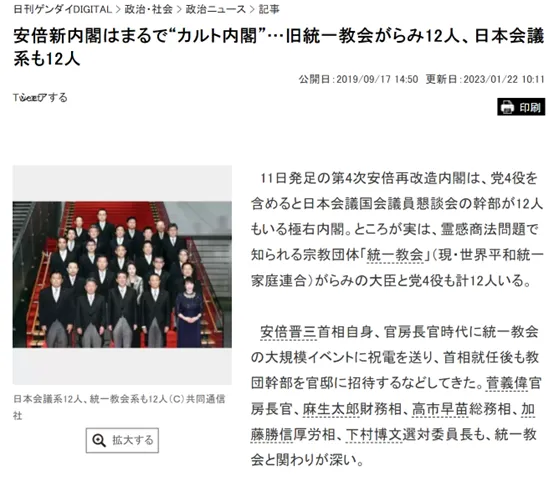 日刊ゲンダイDIGITAL > 政治・社会 > 政治ニュース > 記事
安倍新内閣はまるで“カルト内閣”…旧統一教会がらみ12人、日本会議
系も12人
公開日：2019/09/17 14:50　更新日：2023/01/22 10:11
シェアする
印刷
11日発足の第4次安倍再改造内閣は、党4役を
含めると日本会議国会議員懇談会の幹部が12人
もいる極右内閣。ところが実は、霊感商法問題で
知られる宗教団体「統一教会」（現・世界平和統一
家庭連合）がらみの大臣と党4役も計12人いる。
安倍晋三首相自身、官房長官時代に統一教会
の大規模イベントに祝電を送り、首相就任後も教
団幹部を官邸に招待するなどしてきた。菅義偉官
房長官、麻生太郎財務相、高市早苗総務相、加
藤勝信厚労相、下村博文選対委員長も、統一教
会と関わりが深い。
日本会議系12人、統一教会系も12人（C）共同通信
社
拡大する